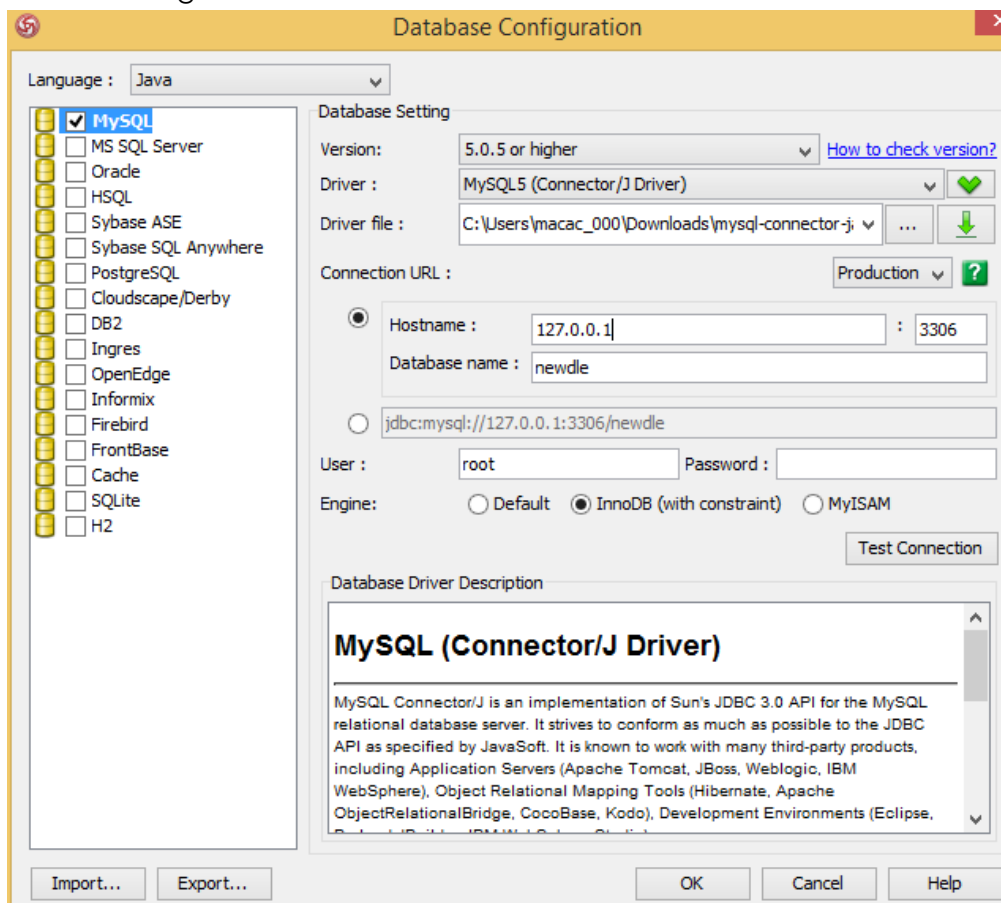 Database Configuration
Language : Java
MySQL
MS SQL Server
Oracle
HSQL
Sybase ASE
Sybase SQL Anywhere
PostgreSQL
Cloudscape/Derby
DB2
Ingres
OpenEdge
Informix
Firebird
FrontBase
Cache
SQLite
H2
Database Setting
Version: 5.0.5 or higher How to check version?
Driver : MySQL5 (Connector/J Driver)
Driver file : C:\Users\macac_000\Downloads\mysql-connector-j ...
Connection URL : Production ?
Hostname : 127.0.0.1 : 3306
Database name : newdle
jdbc:mysql://127.0.0.1:3306/newdle
User : root Password :
Engine: Default InnoDB (with constraint) MyISAM
Test Connection
Database Driver Description
MySQL (Connector/J Driver)
MySQL Connector/J is an implementation of Sun's JDBC 3.0 API for the MySQL
relational database server. It strives to conform as much as possible to the JDBC
API as specified by JavaSoft. It is known to work with many third-party products,
including Application Servers (Apache Tomcat, JBoss, Weblogic, IBM
WebSphere), Object Relational Mapping Tools (Hibernate, Apache
ObjectRelationalBridge, CocoBase, Kodo), Development Environments (Eclipse,
Import... Export... OK Cancel Help